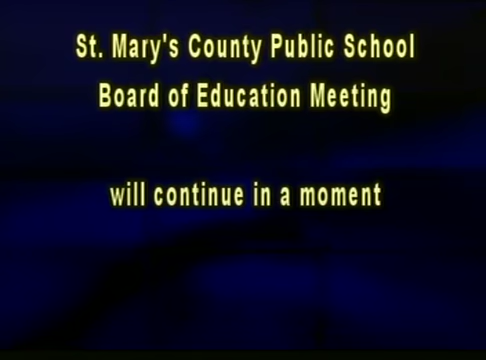 St. Mary's County Public School
Board of Education Meeting
will continue in a moment